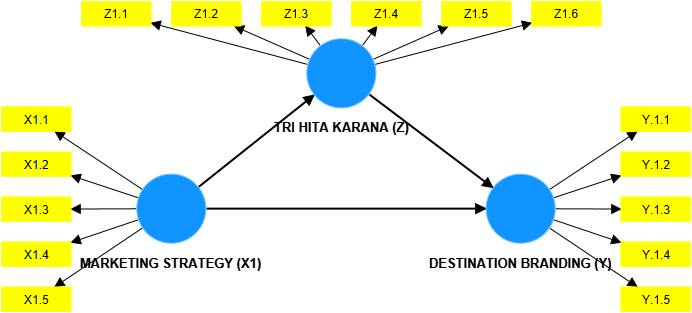 Z1.1
Z1.2
Z1.3
Z1.4
Z1.5
Z1.6
TRI HITA KARANA (Z)
X1.1
X1.2
X1.3
X1.4
X1.5
MARKETING STRATEGY (X1)
DESTINATION BRANDING (Y)
Y.1.1
Y.1.2
Y.1.3
Y.1.4
Y.1.5